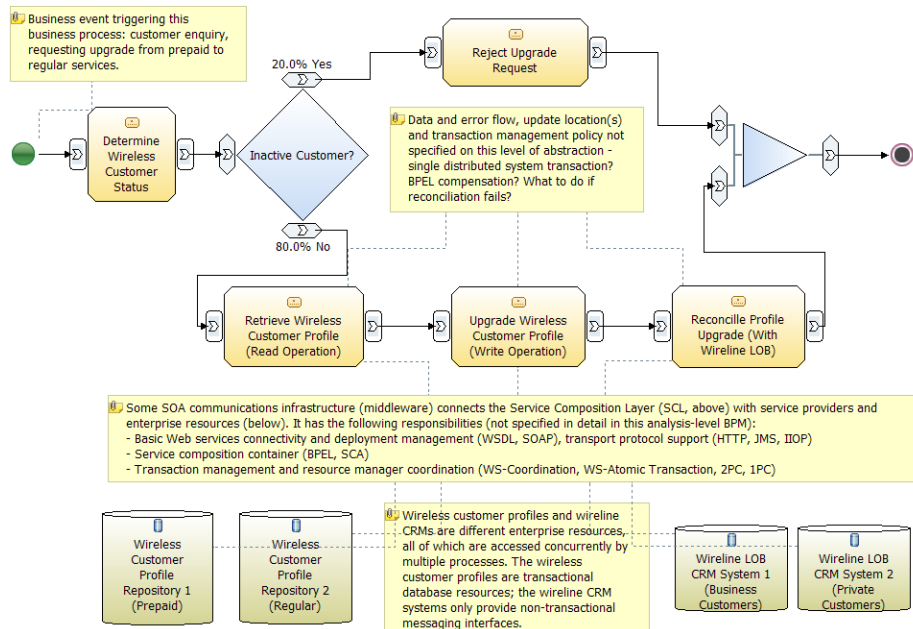 Business event triggering this
business process: customer enquiry,
requesting upgrade from prepaid to
regular services.
Reject Upgrade
Request
20.0% Yes
Determine
Wireless
Customer
Status
Inactive Customer?
Data and error flow, update location(s)
and transaction management policy not
specified on this level of abstraction -
single distributed system transaction?
BPEL compensation? What to do if
reconciliation fails?
80.0% No
Retrieve Wireless
Customer Profile
(Read Operation)
Upgrade Wireless
Customer Profile
(Write Operation)
Reconcille Profile
Upgrade (With
Wireline LOB)
Some SOA communications infrastructure (middleware) connects the Service Composition Layer (SCL, above) with service providers and
enterprise resources (below). It has the following responsibilities (not specified in detail in this analysis-level BPM):
- Basic Web services connectivity and deployment management (WSDL, SOAP), transport protocol support (HTTP, JMS, IIOP)
- Service composition container (BPEL, SCA)
- Transaction management and resource manager coordination (WS-Coordination, WS-Atomic Transaction, 2PC, 1PC)
Wireless
Customer
Profile
Repository 1
(Prepaid)
Wireless
Customer
Profile
Repository 2
(Regular)
Wireless customer profiles and wireline
CRMs are different enterprise resources,
all of which are accessed concurrently by
multiple processes. The wireless
customer profiles are transactional
database resources; the wireline CRM
systems only provide non-transactional
messaging interfaces.
Wireline LOB
CRM System 1
(Business
Customers)
Wireline LOB
CRM System 2
(Private
Customers)